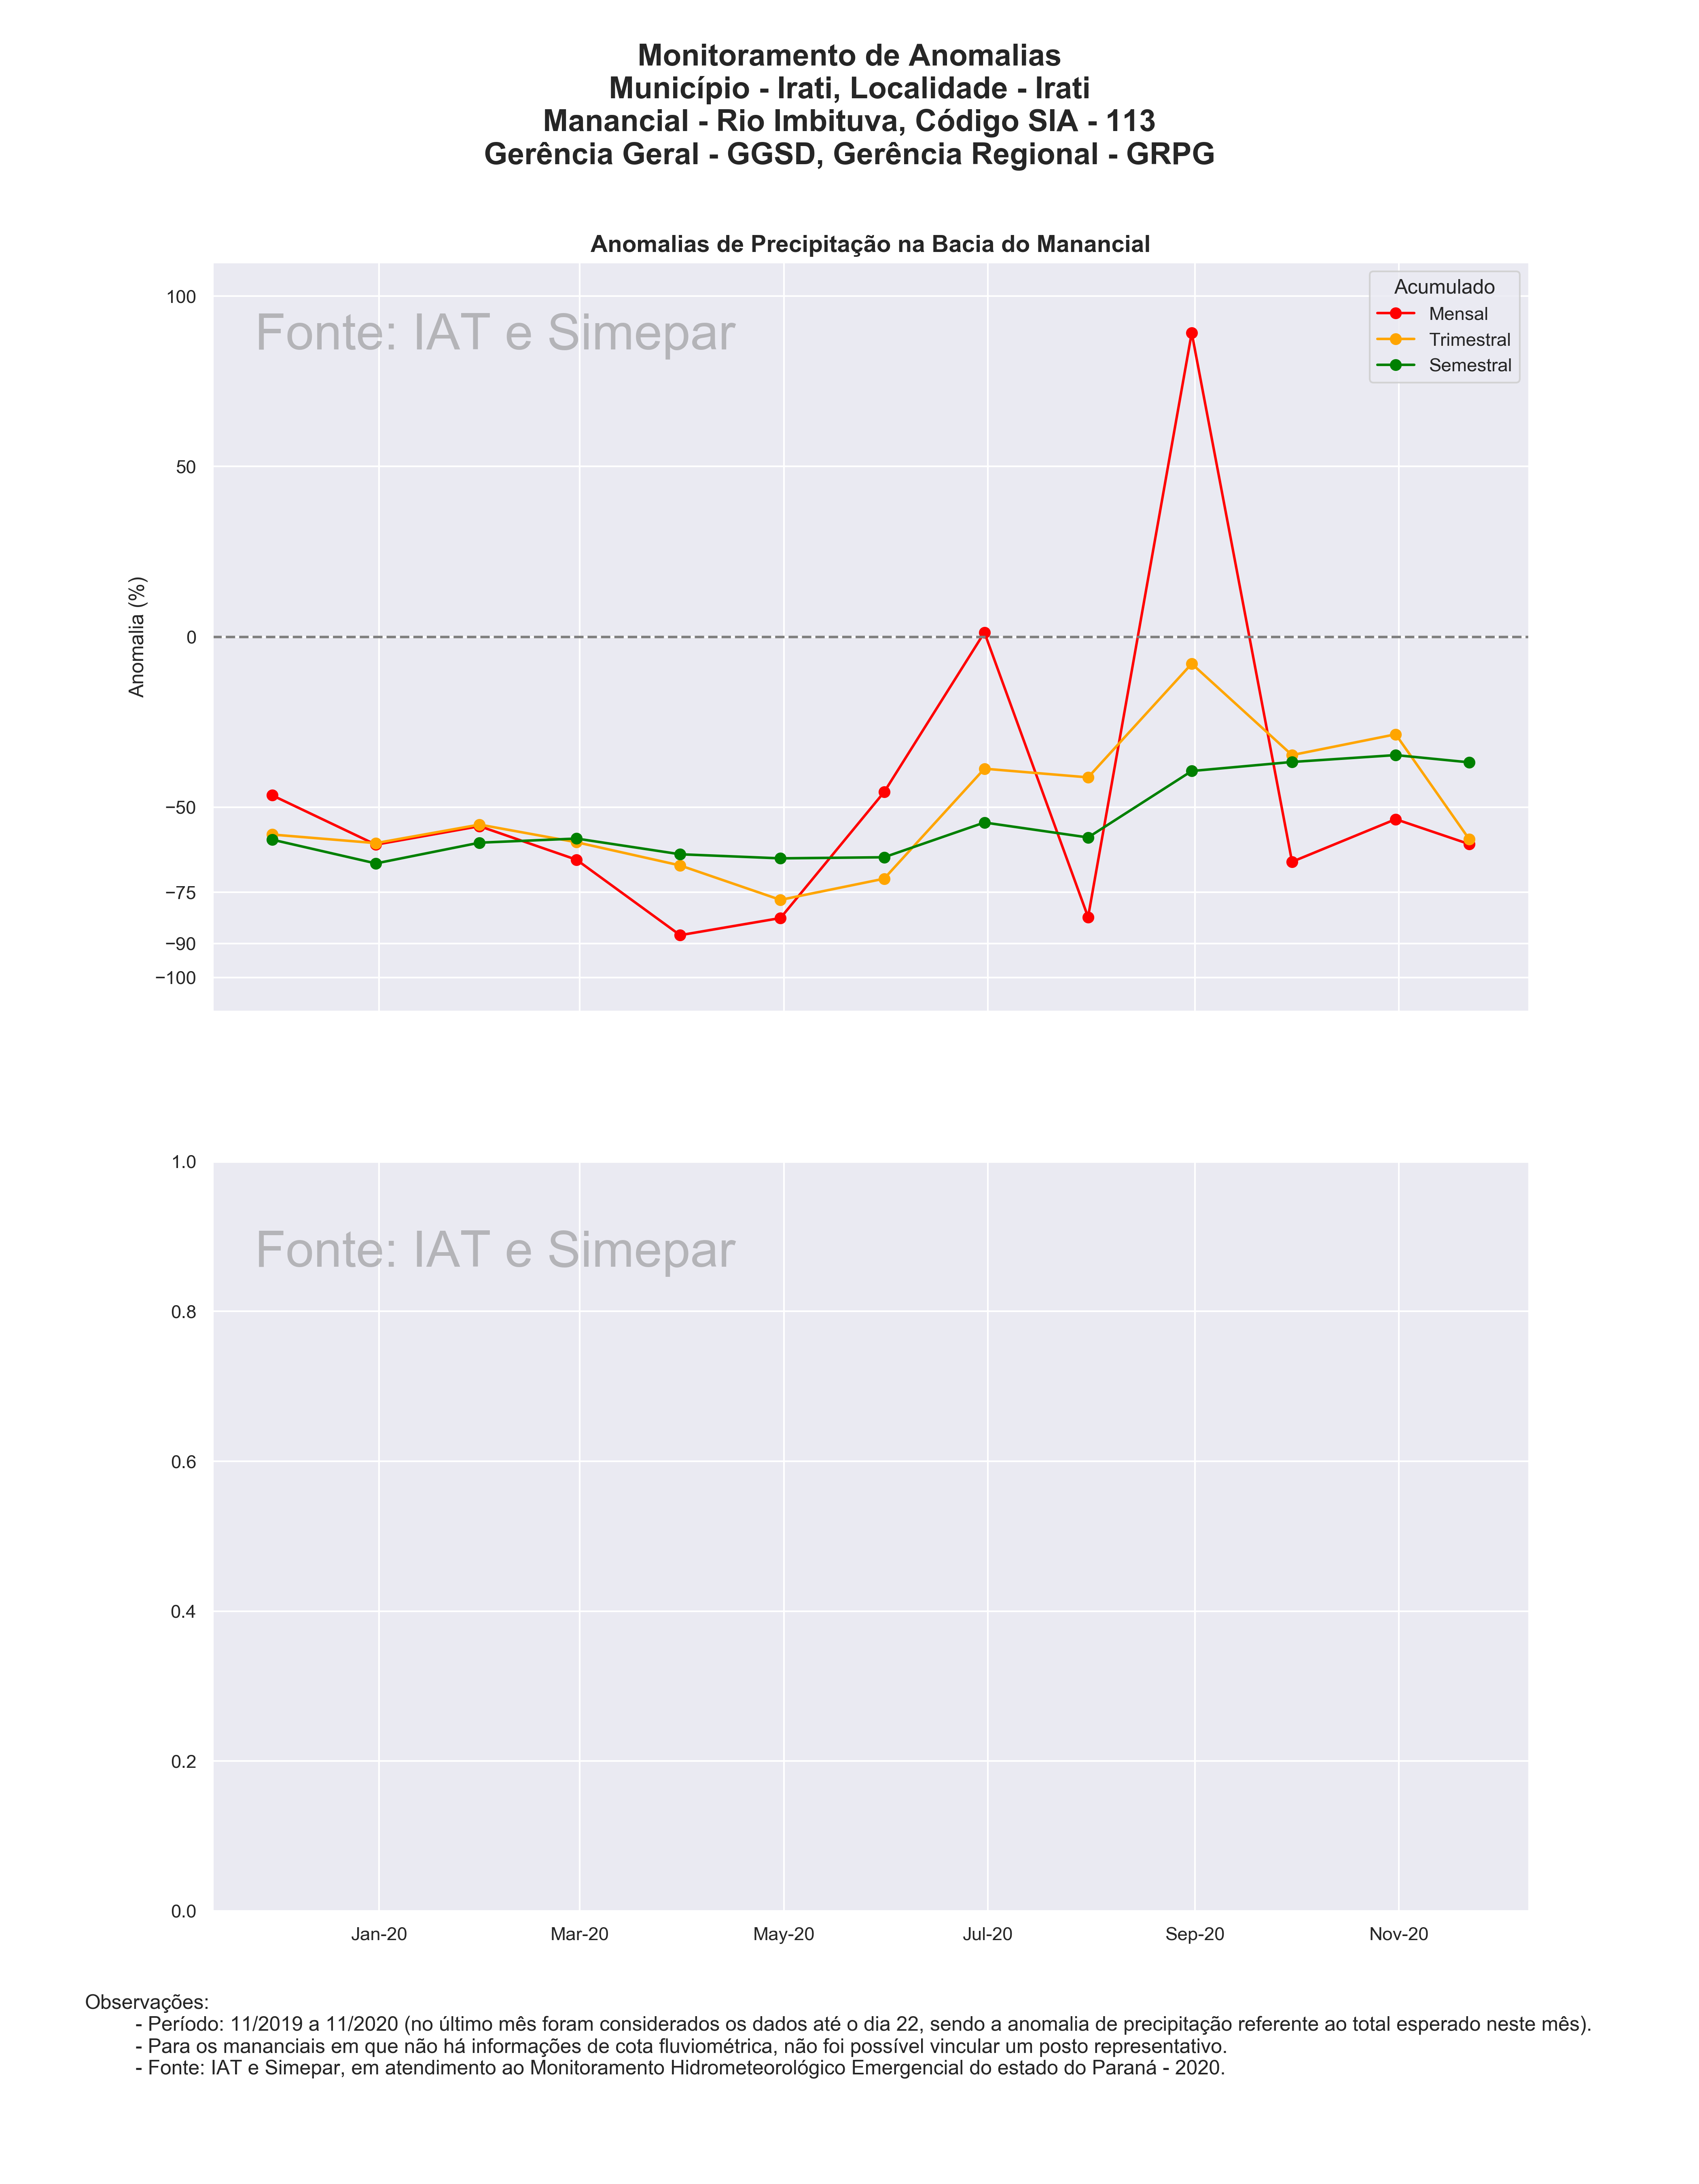 Monitoramento de Anomalias
Município - Irati, Localidade - Irati
Manancial - Rio Imbituva, Código SIA - 113
Gerência Geral - GGSD, Gerência Regional - GRPG
Anomalias de Precipitação na Bacia do Manancial
Fonte: IAT e Simepar
Acumulado
Mensal
Trimestral
Semestral
Anomalia (%)
100
50
0
−50
−75
−90
−100
Fonte: IAT e Simepar
1.0
0.8
0.6
0.4
0.2
0.0
Jan-20 Mar-20 May-20 Jul-20 Sep-20 Nov-20
Observações:
- Período: 11/2019 a 11/2020 (no último mês foram considerados os dados até o dia 22, sendo a anomalia de precipitação referente ao total esperado neste mês).
- Para os mananciais em que não há informações de cota fluviométrica, não foi possível vincular um posto representativo.
- Fonte: IAT e Simepar, em atendimento ao Monitoramento Hidrometeorológico Emergencial do estado do Paraná - 2020.